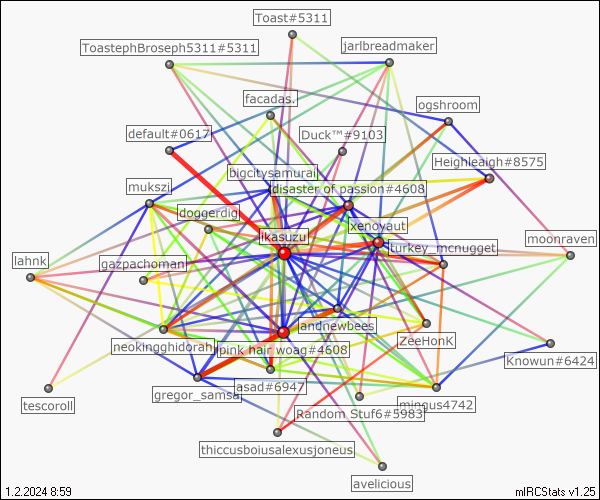 Toast#5311
ToastephBroseph5311#5311
jarlbreadmaker
facadas.
ogshroom
default#0617
Duck™#9103
Heighleaigh#8575
bigcitysamurai
mukszi
disaster of passion#4608
doggerdig
xenovaut
ikasuzu
turkey_mcnugget
moonraven
lahnk
gazpachoman
landnewbees
neokingghidorah
pink hair woag#4608
ZeeHonK
Knowun#6424
asad#6947
gregor_samsa
tescoroll
Random Stuf6#5983
mingus4742
thiccusboiusalexusjoneus
avelicious
1.2.2024 8:59
mIRCStats v1.25